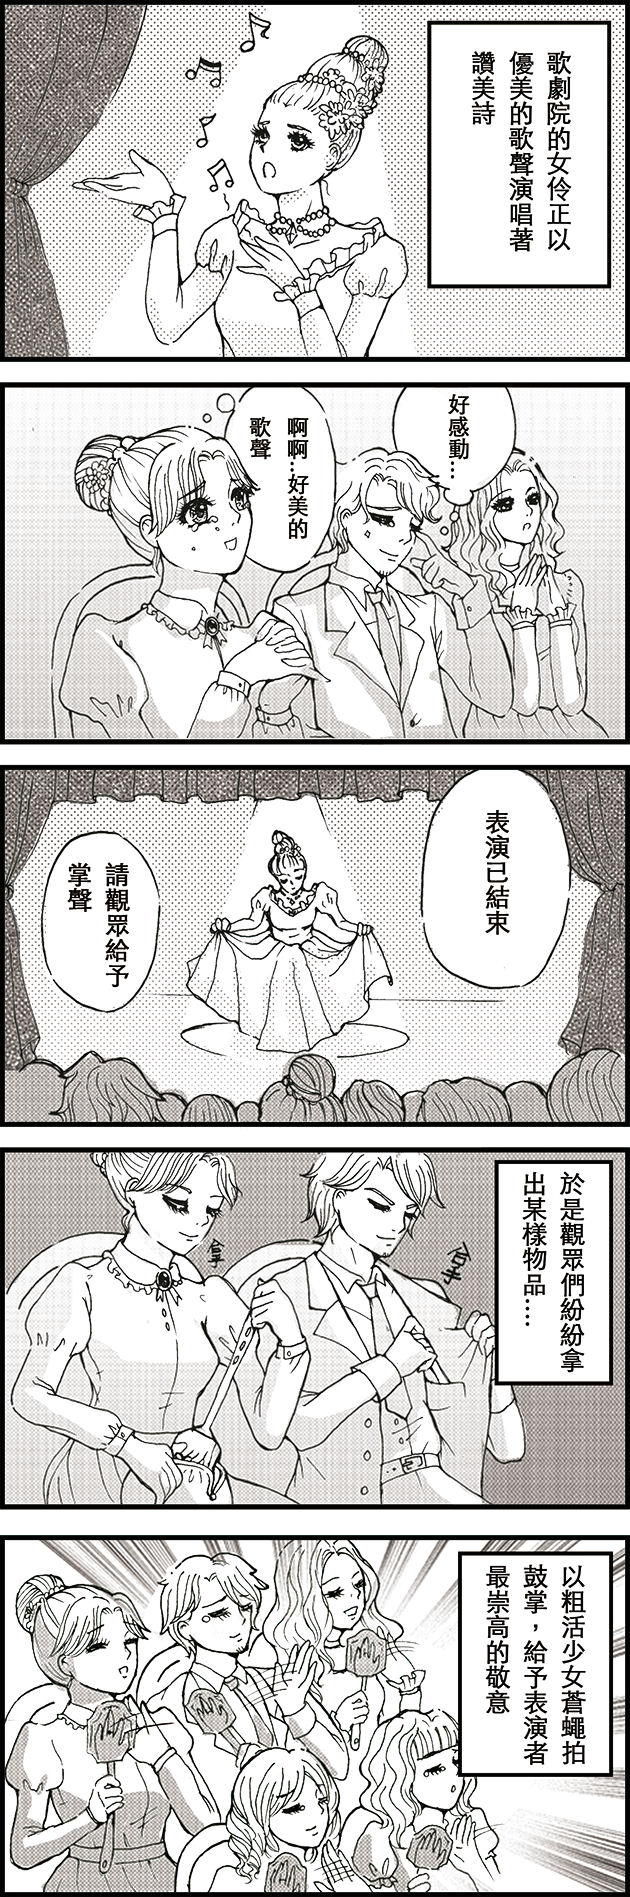 歌劇院的女伶正以
優美的歌聲演唱著
讚美詩
好感動…
啊啊…好美的
歌聲
表演已結束
請觀眾給予
掌聲
於是觀眾們紛紛拿
出某樣物品……
拿
拿
以粗活少女蒼蠅拍
鼓掌，給予表演者
最崇高的敬意